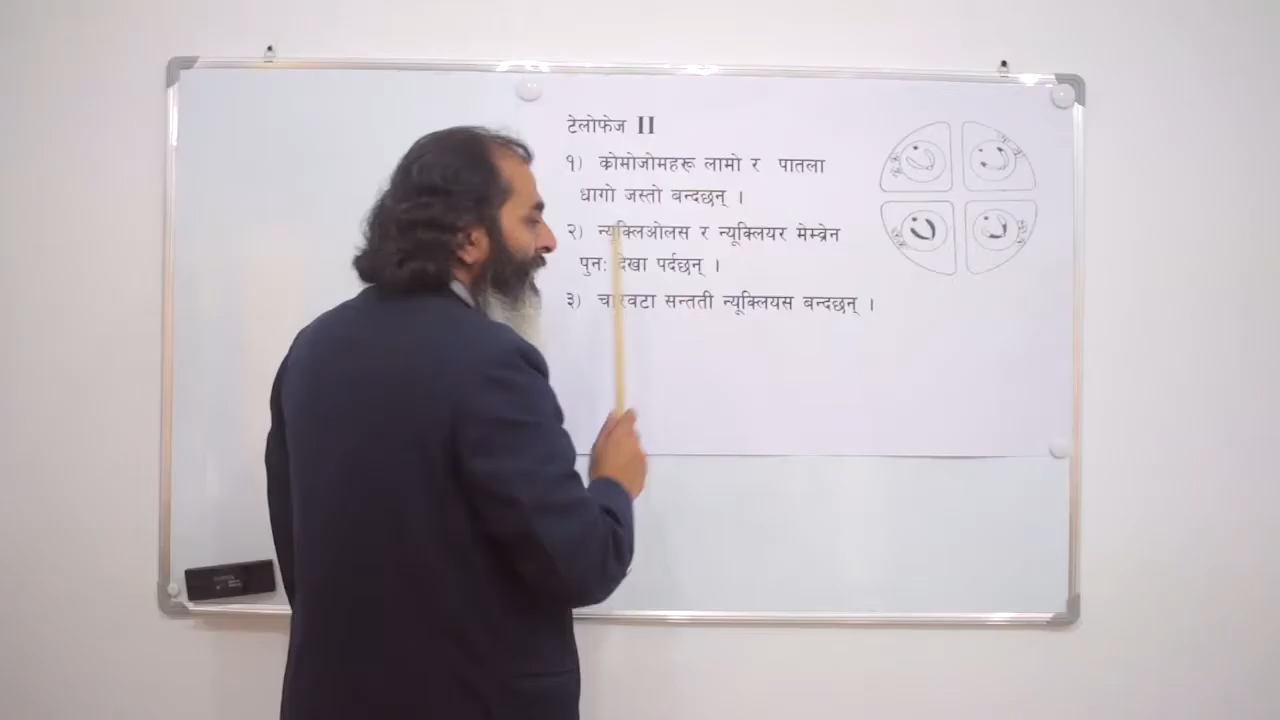 टेलोफेज II
१) क्रोमोजोमहरू लामो र पातला
धागो जस्तो बन्दछन् ।
२) न्यूक्लिओलस र न्यूक्लियर मेम्ब्रेन
पुनः देखा पर्दछन् ।
३) चारवटा सन्तती न्यूक्लियस बन्दछन् ।